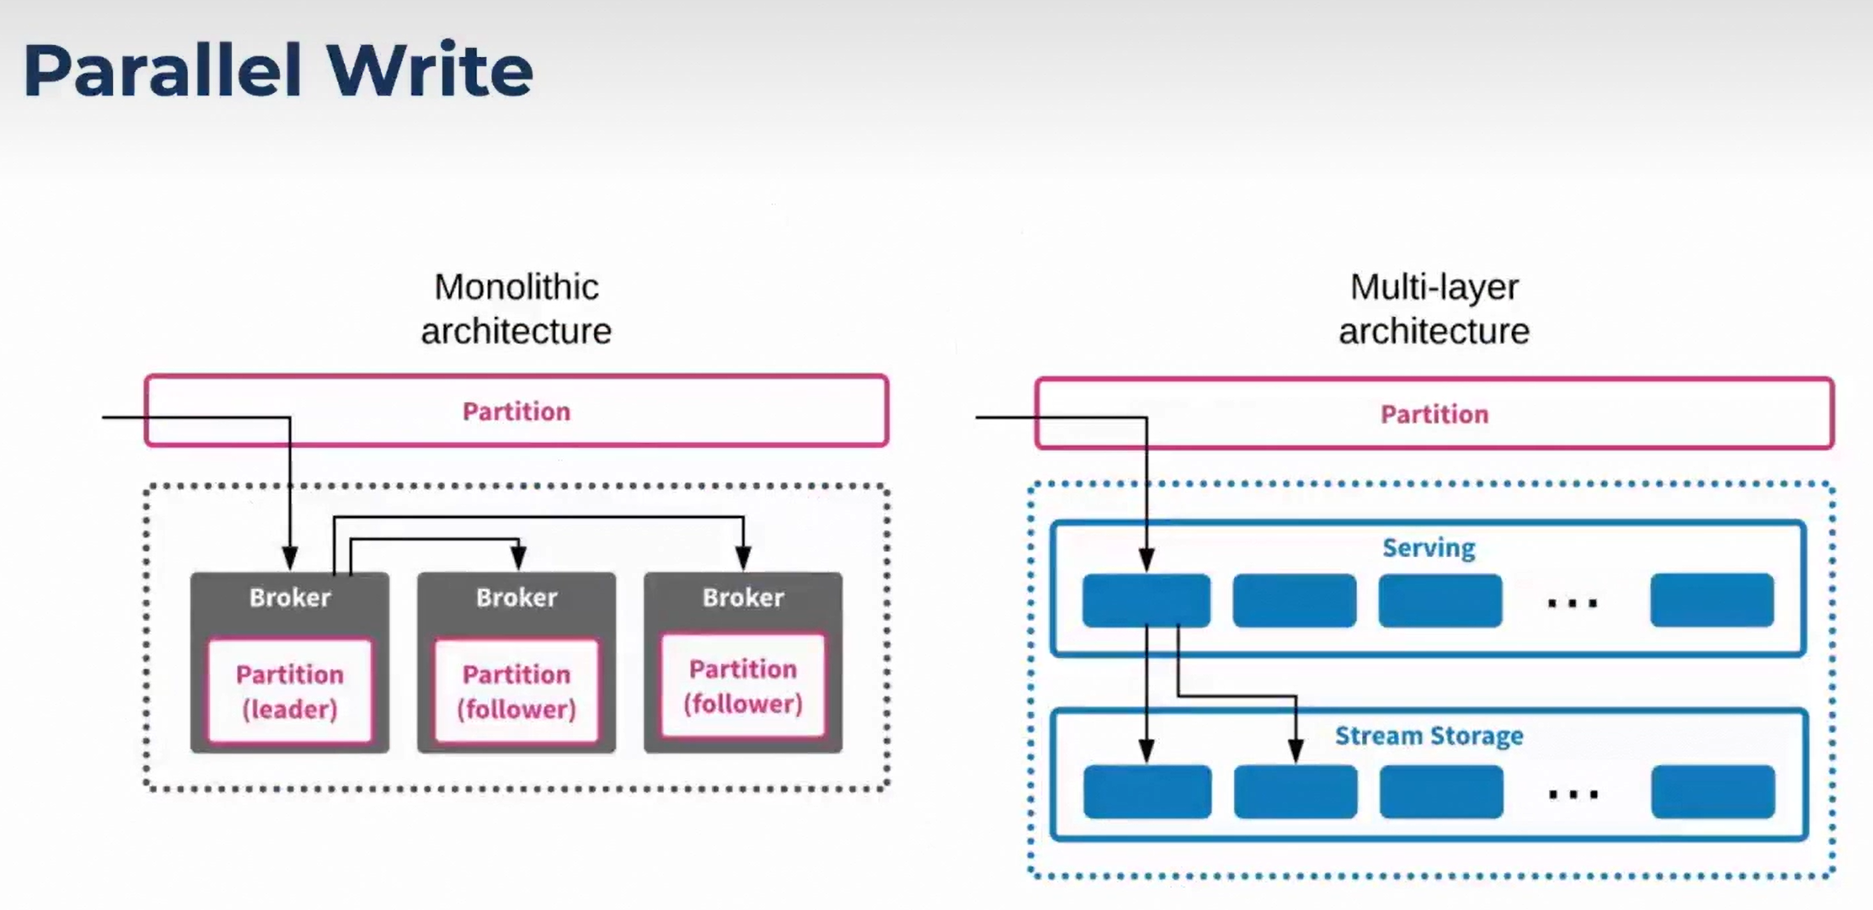 Parallel Write
Monolithic
architecture
Partition
Broker
Partition
(leader)
Broker
Partition
(follower)
Broker
Partition
(follower)
Multi-layer
architecture
Partition
Serving
...
Stream Storage
...